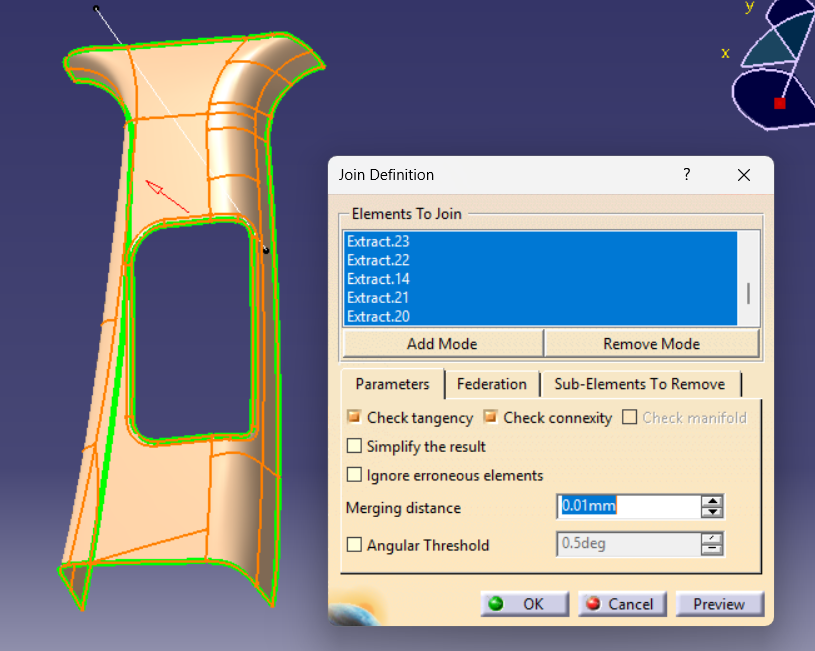 y
x
Join Definition ?
Elements To Join
Extract.23
Extract.22
Extract.14
Extract.21
Extract.20
Add Mode Remove Mode
Parameters Federation Sub-Elements To Remove
Check tangency Check connexity Check manifold
Simplify the result
Ignore erroneous elements
Merging distance 0.01mm
Angular Threshold 0.5deg
OK Cancel Preview